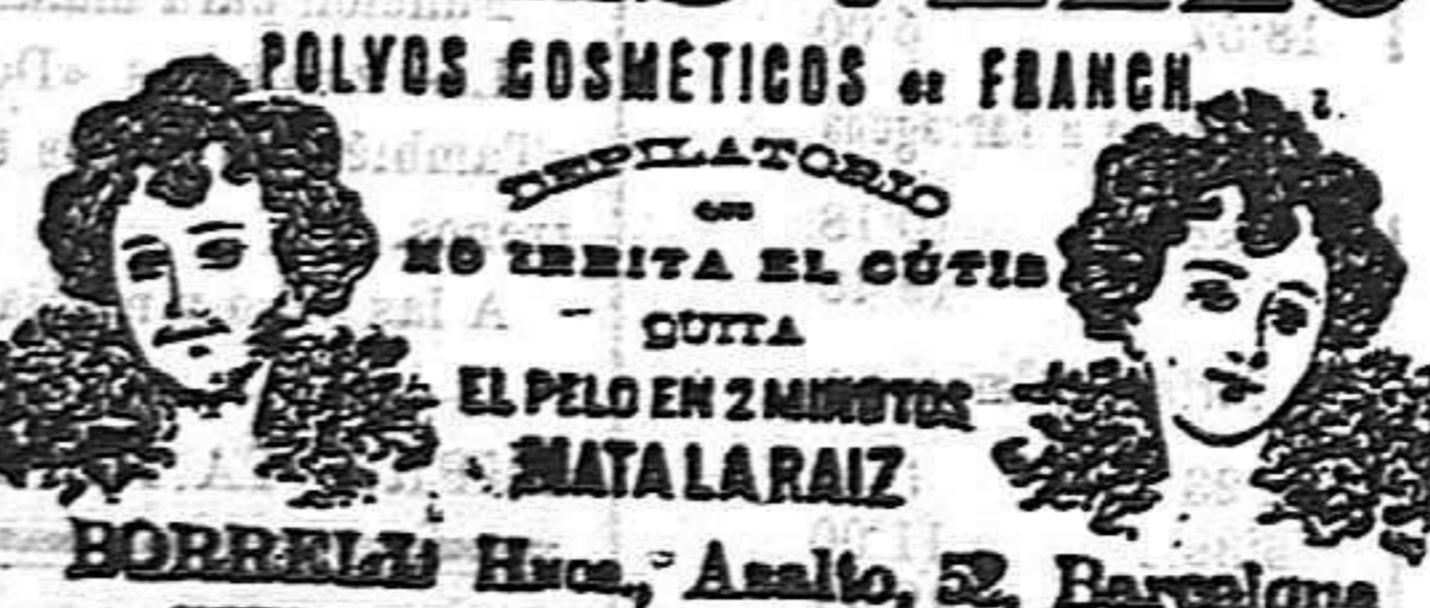 POLVOS COSMÉTICOS DE FRANCH
DEPILATORIO
QUE
NO IRRITA EL CÚTIS
QUITA
EL PELO EN 2 MINUTOS
MATA LA RAIZ
BORRELL Hnos., Asalto, 52, Barcelona